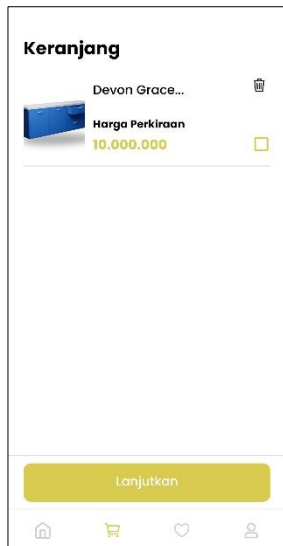 Keranjang
Devon Grace...
Harga Perkiraan
10.000.000
Lanjutkan